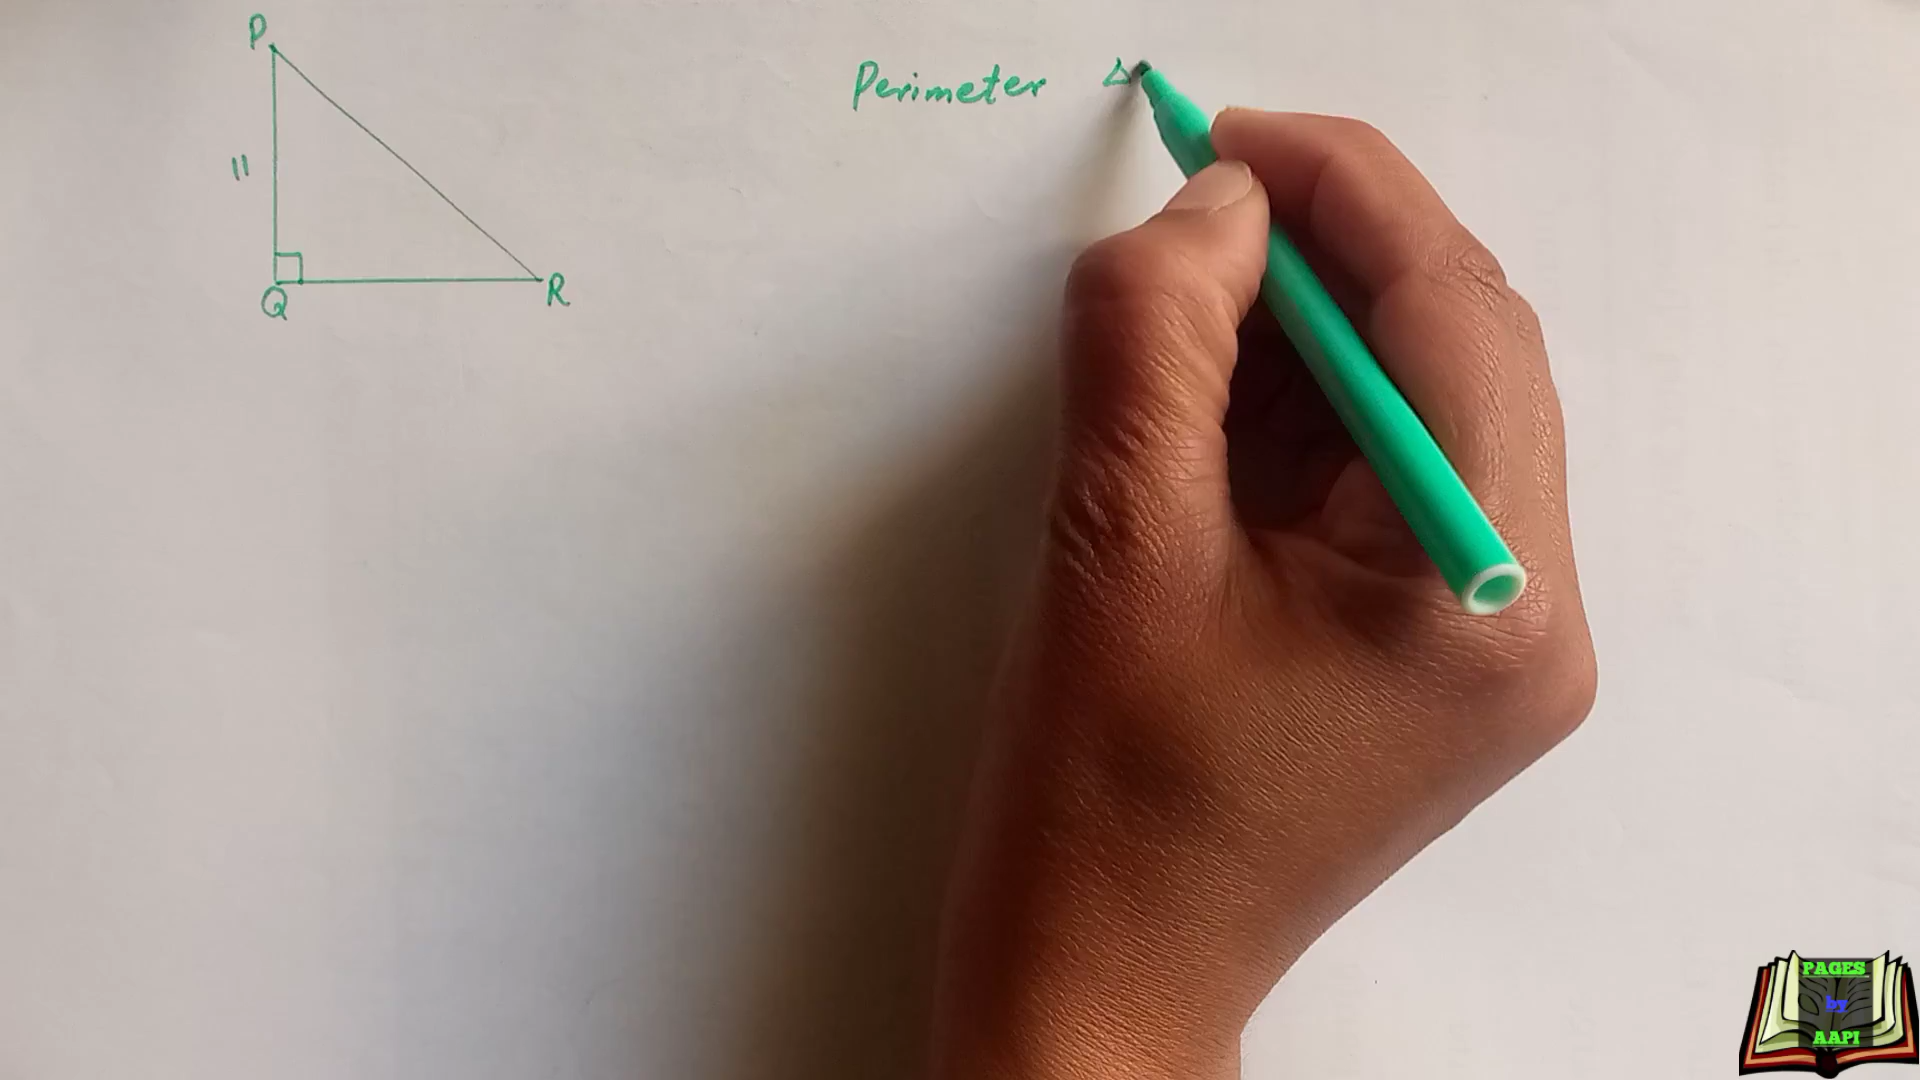 P
Perimeter Δ
11
Q R
PAGES
by
AAPI